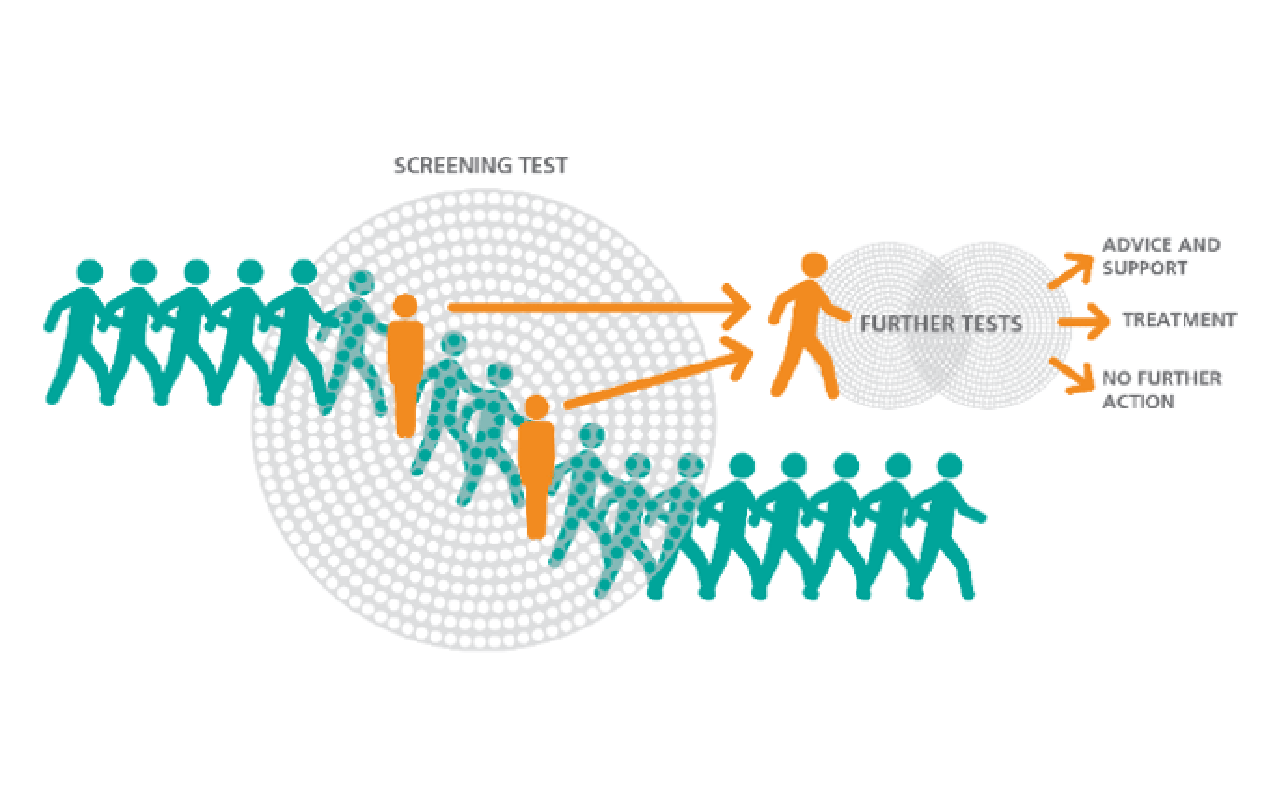 SCREENING TEST
ADVICE AND
SUPPORT
FURTHER TESTS
TREATMENT
NO FURTHER
ACTION